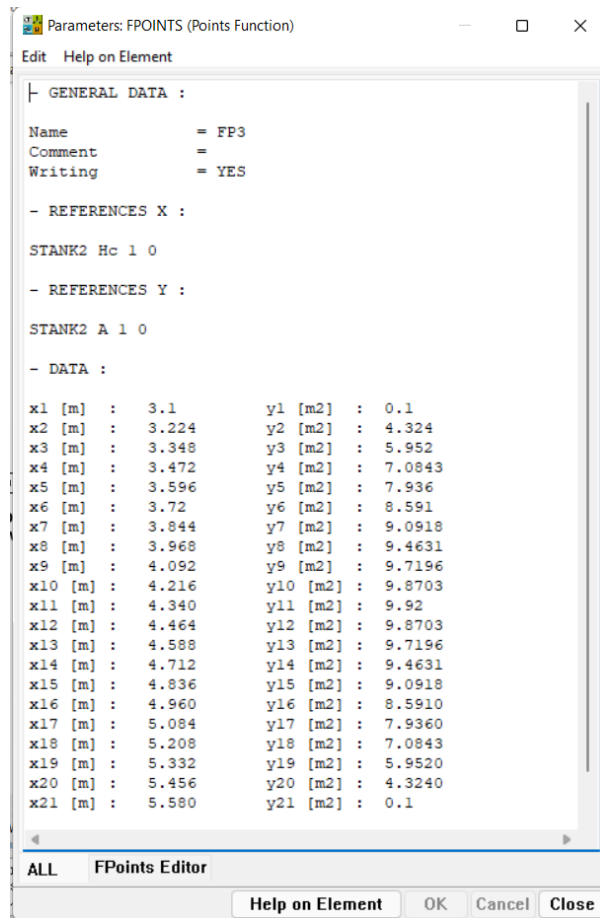 Parameters: FPOINTS (Points Function)
Edit Help on Element
GENERAL DATA :
Name = FP3
Comment =
Writing = YES
- REFERENCES X :
STANK2 Hc 1 0
- REFERENCES Y :
STANK2 A 1 0
- DATA :
x1 [m] : 3.1 y1 [m2] : 0.1
x2 [m] : 3.224 y2 [m2] : 4.324
x3 [m] : 3.348 y3 [m2] : 5.952
x4 [m] : 3.472 y4 [m2] : 7.0843
x5 [m] : 3.596 y5 [m2] : 7.936
x6 [m] : 3.72 y6 [m2] : 8.591
x7 [m] : 3.844 y7 [m2] : 9.0918
x8 [m] : 3.968 y8 [m2] : 9.4631
x9 [m] : 4.092 y9 [m2] : 9.7196
x10 [m] : 4.216 y10 [m2] : 9.8703
x11 [m] : 4.340 y11 [m2] : 9.92
x12 [m] : 4.464 y12 [m2] : 9.8703
x13 [m] : 4.588 y13 [m2] : 9.7196
x14 [m] : 4.712 y14 [m2] : 9.4631
x15 [m] : 4.836 y15 [m2] : 9.0918
x16 [m] : 4.960 y16 [m2] : 8.5910
x17 [m] : 5.084 y17 [m2] : 7.9360
x18 [m] : 5.208 y18 [m2] : 7.0843
x19 [m] : 5.332 y19 [m2] : 5.9520
x20 [m] : 5.456 y20 [m2] : 4.3240
x21 [m] : 5.580 y21 [m2] : 0.1
ALL FPoints Editor
Help on Element OK Cancel Close